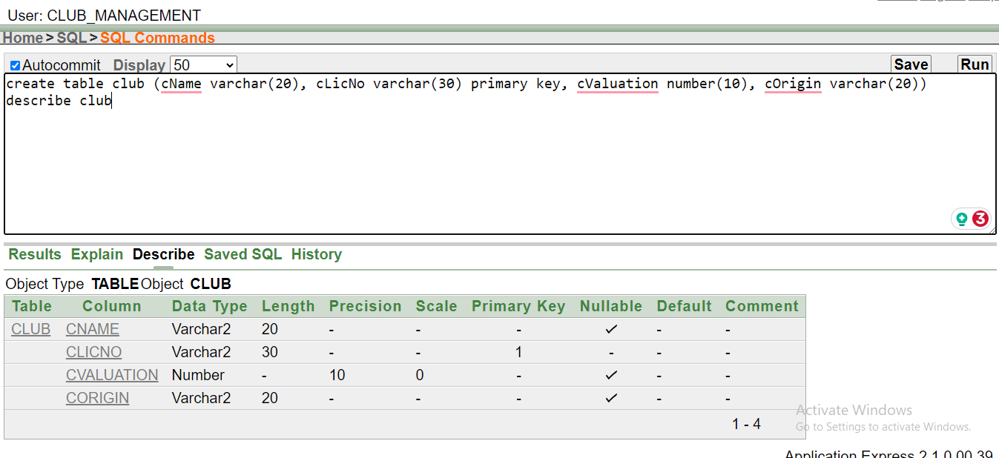 User: CLUB_MANAGEMENT
Home > SQL > SQL Commands
Autocommit Display 50 Save Run
create table club (cName varchar(20), cLicNo varchar(30) primary key, cValuation number(10), cOrigin varchar(20))
describe club
3
Results Explain Describe Saved SQL History
Object Type TABLE Object CLUB
Table Column Data Type Length Precision Scale Primary Key Nullable Default Comment
CLUB CNAME Varchar2 20 - - - ✓ - -
CLICNO Varchar2 30 - - 1 - - -
CVALUATION Number - 10 0 - ✓ - -
CORIGIN Varchar2 20 - - - ✓ - -
1 - 4
Activate Windows
Go to Settings to activate Windows.
Application Express 2.1.0.00.39